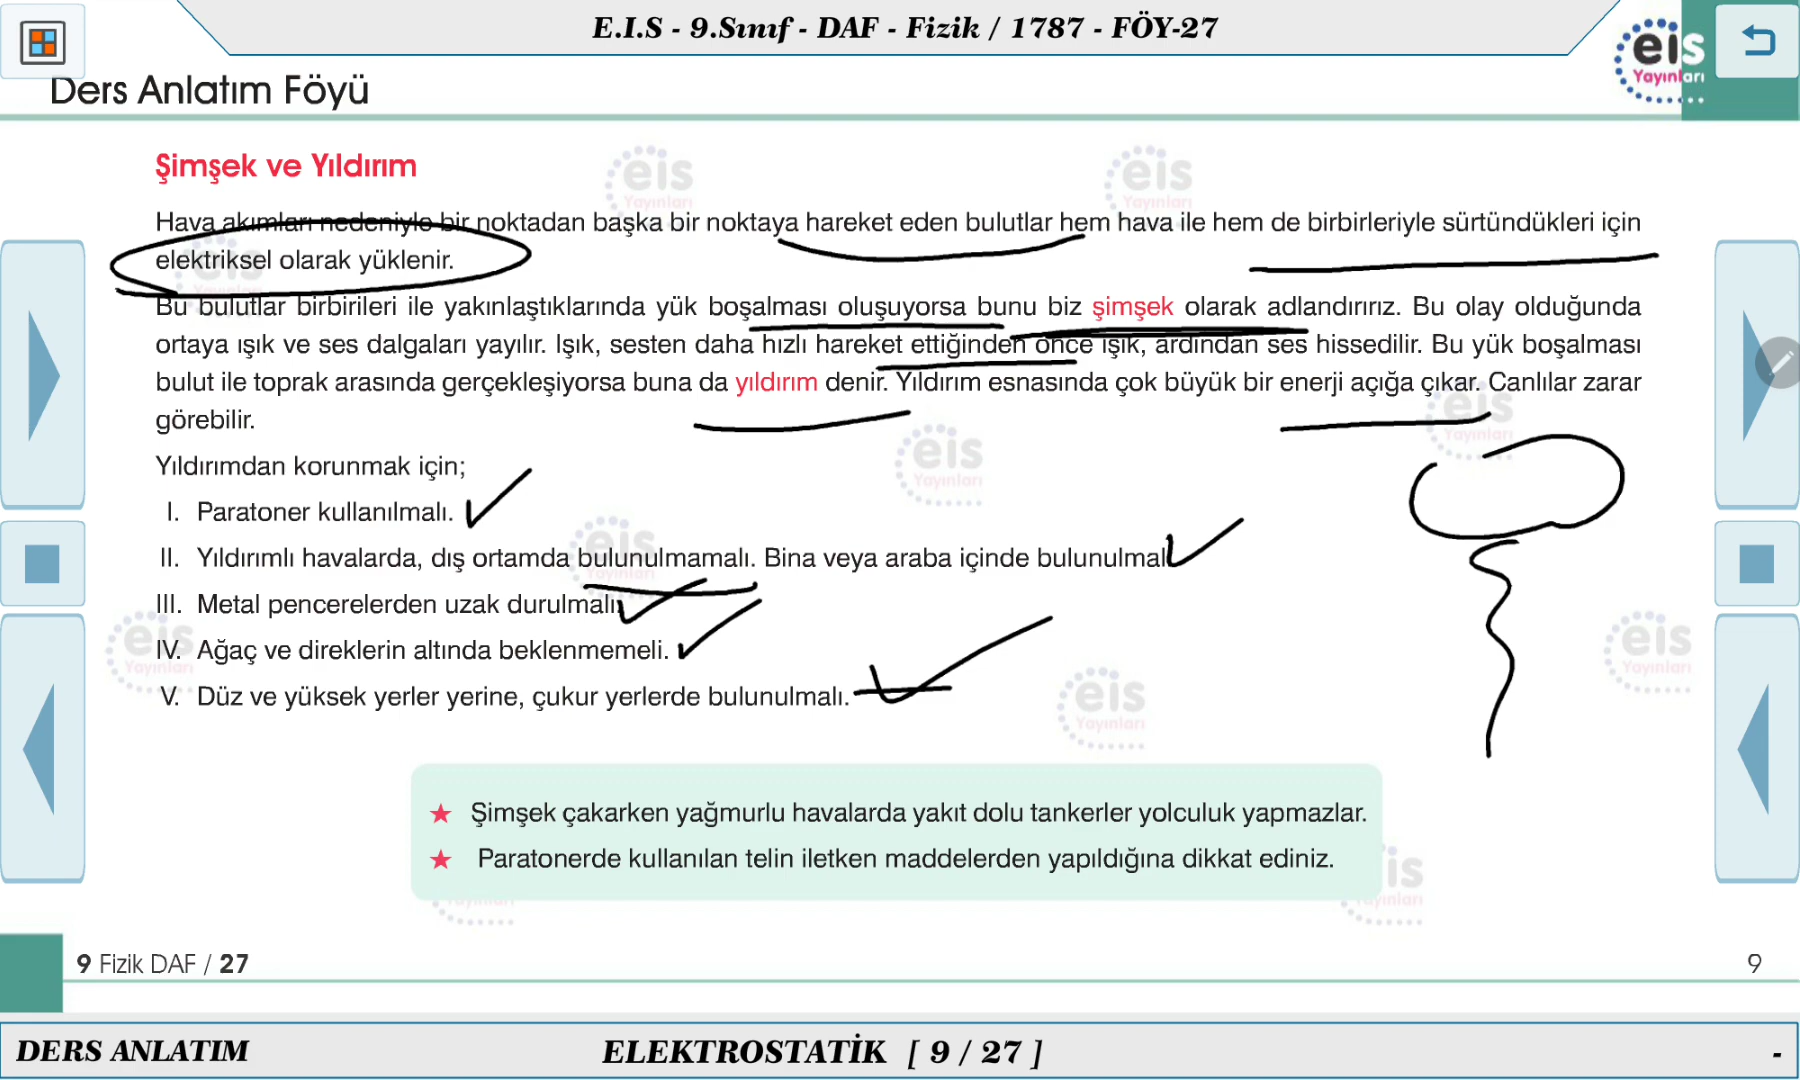 E.I.S - 9.Sınıf - DAF - Fizik / 1787 - FÖY-27
eis
Yayınları
Ders Anlatım Föyü
Şimşek ve Yıldırım
Hava akımları nedeniyle bir noktadan başka bir noktaya hareket eden bulutlar hem hava ile hem de birbirleriyle sürtündükleri için
elektriksel olarak yüklenir.
Bu bulutlar birbirileri ile yakınlaştıklarında yük boşalması oluşuyorsa bunu biz şimşek olarak adlandırırız. Bu olay olduğunda
ortaya ışık ve ses dalgaları yayılır. Işık, sesten daha hızlı hareket ettiğinden önce ışık, ardından ses hissedilir. Bu yük boşalması
bulut ile toprak arasında gerçekleşiyorsa buna da yıldırım denir. Yıldırım esnasında çok büyük bir enerji açığa çıkar. Canlılar zarar
görebilir.
Yıldırımdan korunmak için;
I. Paratoner kullanılmalı.
II. Yıldırımlı havalarda, dış ortamda bulunulmamalı. Bina veya araba içinde bulunulmal
III. Metal pencerelerden uzak durulmalı.
IV. Ağaç ve direklerin altında beklenmemeli.
V. Düz ve yüksek yerler yerine, çukur yerlerde bulunulmalı.
★ Şimşek çakarken yağmurlu havalarda yakıt dolu tankerler yolculuk yapmazlar.
★ Paratonerde kullanılan telin iletken maddelerden yapıldığına dikkat ediniz.
9 Fizik DAF / 27
9
DERS ANLATIM
ELEKTROSTATİK [ 9 / 27 ]
-